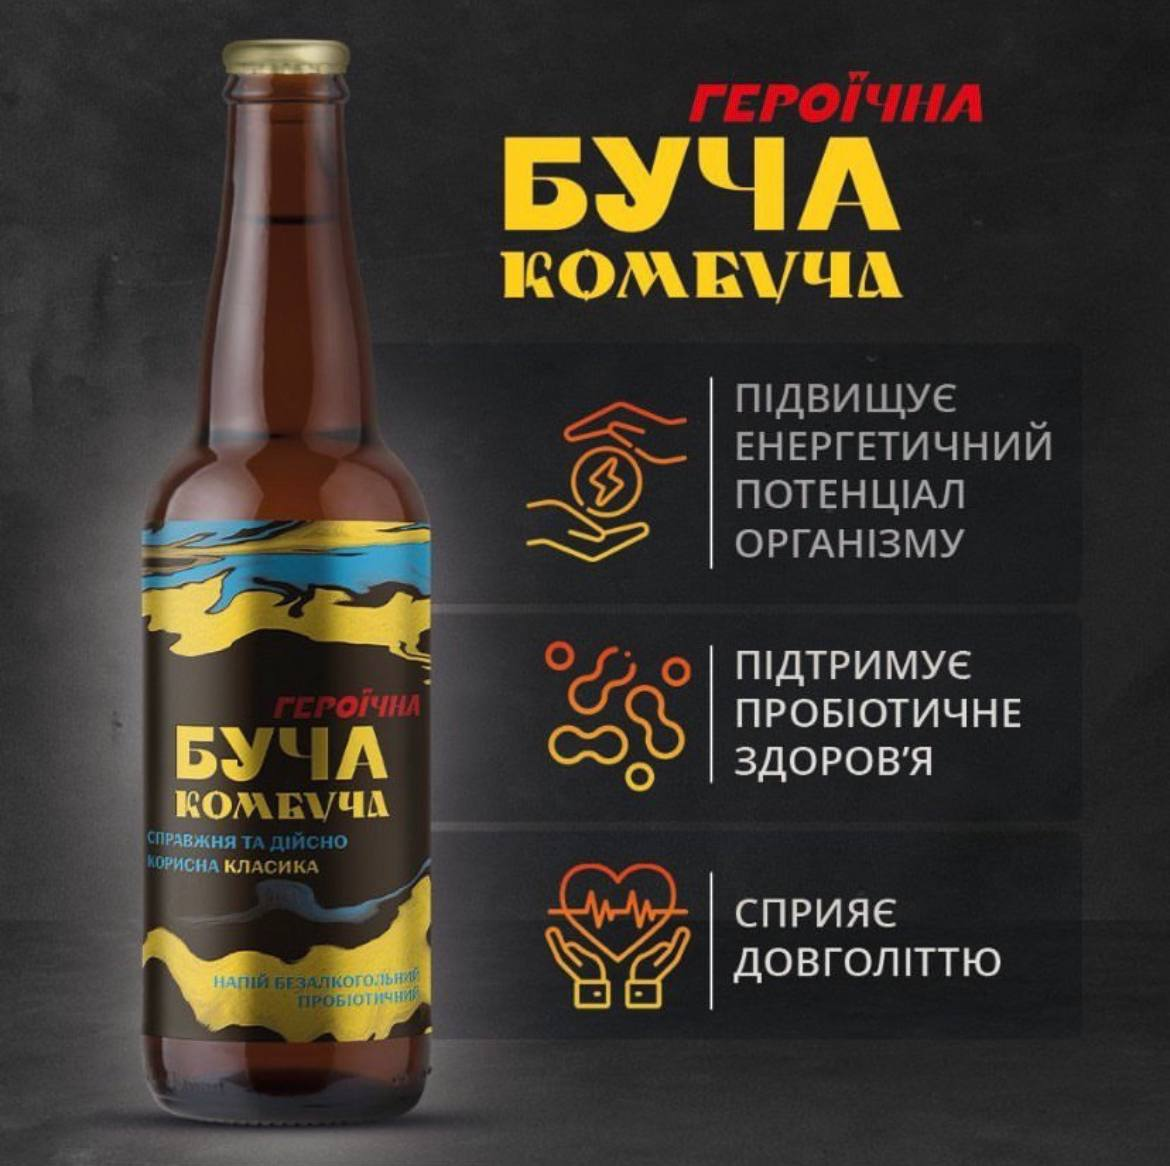 ГЕРОЇЧНА
БУЧА
КОМБУЧА
ПІДВИЩУЄ
ЕНЕРГЕТИЧНИЙ
ПОТЕНЦІАЛ
ОРГАНІЗМУ
ПІДТРИМУЄ
ПРОБІОТИЧНЕ
ЗДОРОВ'Я
СПРИЯЄ
ДОВГОЛІТТЮ
ГЕРОЇЧНА
БУЧА
КОМБУЧА
СПРАВЖНЯ ТА ДІЙСНО
КОРИСНА КЛАСИКА
НАПІЙ БЕЗАЛКОГОЛЬНИЙ
ПРОБІОТИЧНИЙ